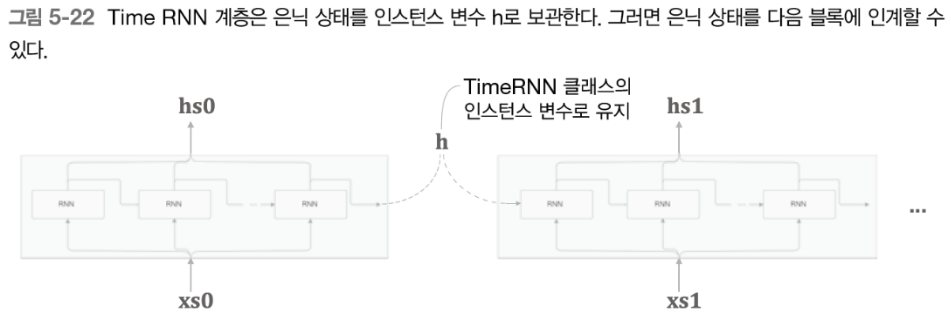 그림 5-22 Time RNN 계층은 은닉 상태를 인스턴스 변수 h로 보관한다. 그러면 은닉 상태를 다음 블록에 인계할 수
있다.
TimeRNN 클래스의
인스턴스 변수로 유지
hs0
h
hs1
RNN
RNN
RNN
RNN
RNN
RNN
...
xs0
xs1